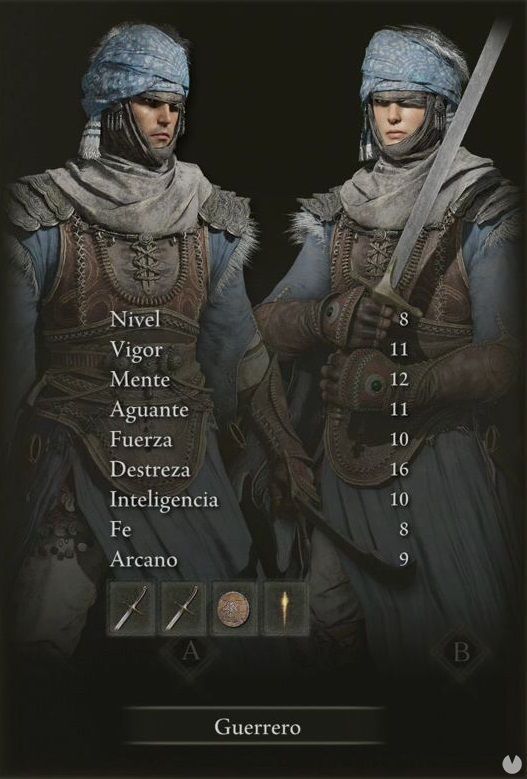 Nivel 8
Vigor 11
Mente 12
Aguante 11
Fuerza 10
Destreza 16
Inteligencia 10
Fe 8
Arcano 9
A B
Guerrero